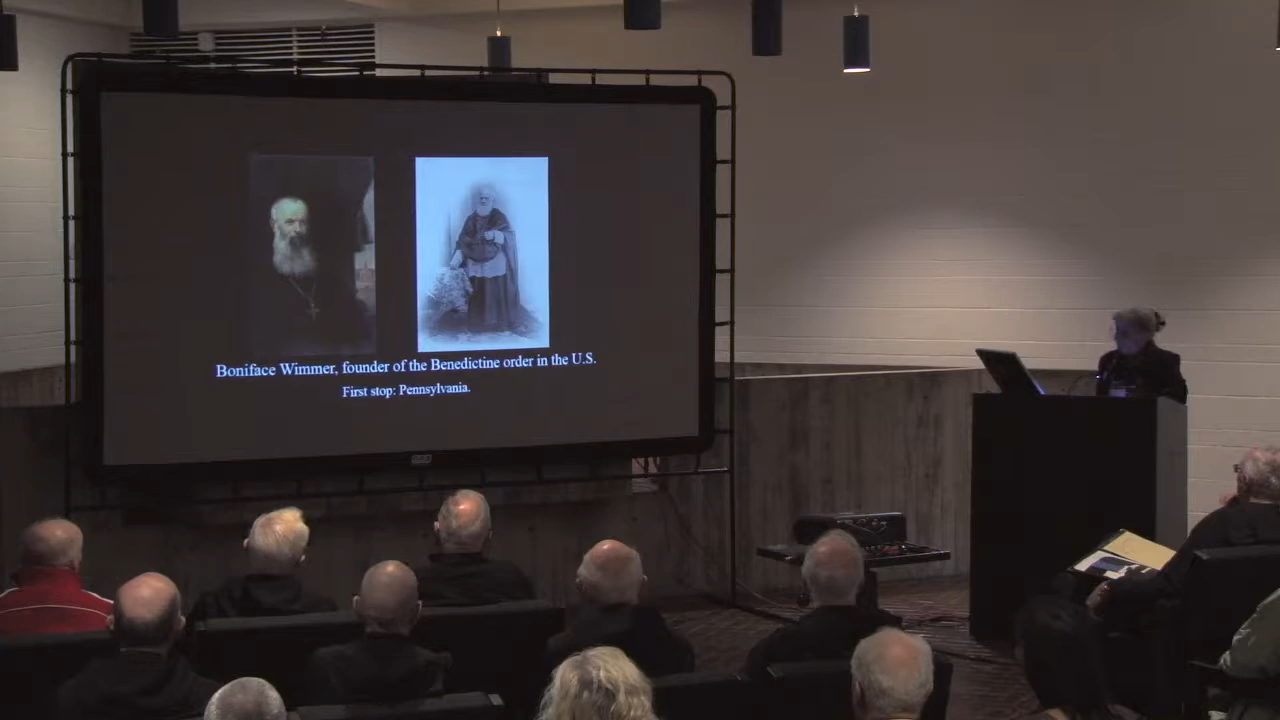 Boniface Wimmer, founder of the Benedictine order in the U.S.
First stop: Pennsylvania.